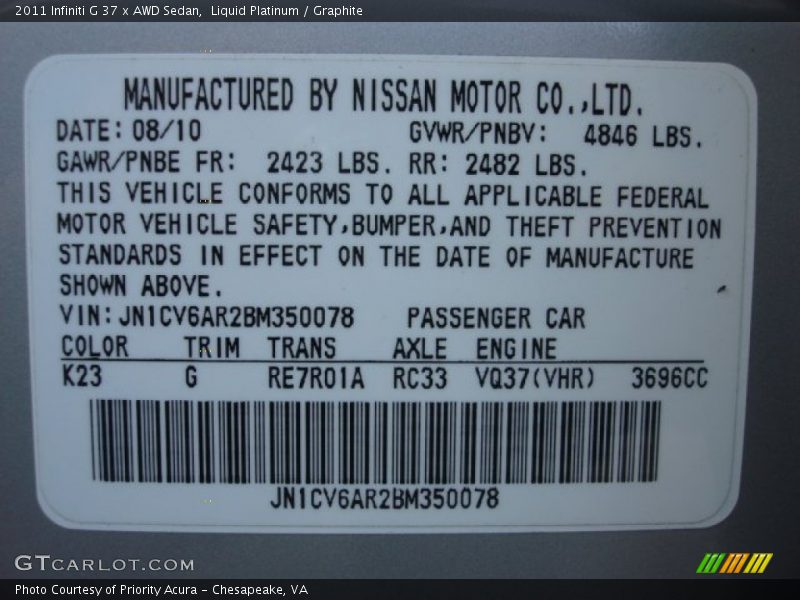 2011 Infiniti G 37 x AWD Sedan,  Liquid Platinum / Graphite
MANUFACTURED BY NISSAN MOTOR CO.,LTD.
DATE: 08/10 GVWR/PNBV: 4846 LBS.
GAWR/PNBE FR: 2423 LBS. RR: 2482 LBS.
THIS VEHICLE CONFORMS TO ALL APPLICABLE FEDERAL
MOTOR VEHICLE SAFETY,BUMPER,AND THEFT PREVENTION
STANDARDS IN EFFECT ON THE DATE OF MANUFACTURE
SHOWN ABOVE.
VIN: JN1CV6AR2BM350078 PASSENGER CAR
COLOR TRIM TRANS AXLE ENGINE
K23 G RE7R01A RC33 VQ37(VHR) 3696CC
JN1CV6AR2BM350078
GTCARLOT.COM
Photo Courtesy of Priority Acura - Chesapeake, VA